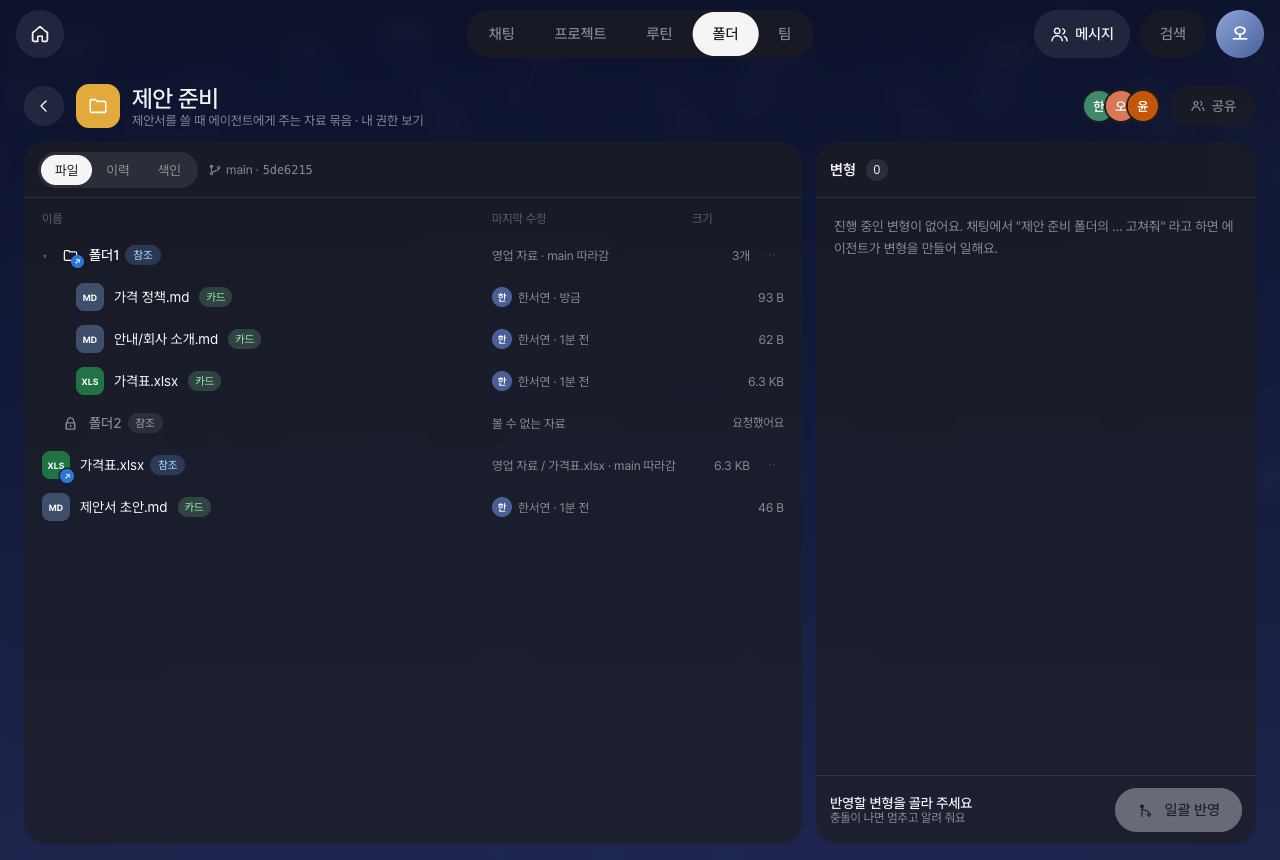 채팅 프로젝트 루틴 폴더 팀
메시지 검색 오
제안 준비
제안서를 쓸 때 에이전트에게 주는 자료 묶음 · 내 권한 보기
한 오 윤 공유
파일 이력 색인 main · 5de6215
이름 마지막 수정 크기
폴더1 참조 영업 자료 · main 따라감 3개 ···
MD 가격 정책.md 카드 한 한서연 · 방금 93 B
MD 안내/회사 소개.md 카드 한 한서연 · 1분 전 62 B
XLS 가격표.xlsx 카드 한 한서연 · 1분 전 6.3 KB
폴더2 참조 볼 수 없는 자료 요청했어요
XLS 가격표.xlsx 참조 영업 자료 / 가격표.xlsx · main 따라감 6.3 KB ···
MD 제안서 초안.md 카드 한 한서연 · 1분 전 46 B
변형 0
진행 중인 변형이 없어요. 채팅에서 "제안 준비 폴더의 ... 고쳐줘" 라고 하면 에
이전트가 변형을 만들어 일해요.
반영할 변형을 골라 주세요
충돌이 나면 멈추고 알려 줘요
일괄 반영